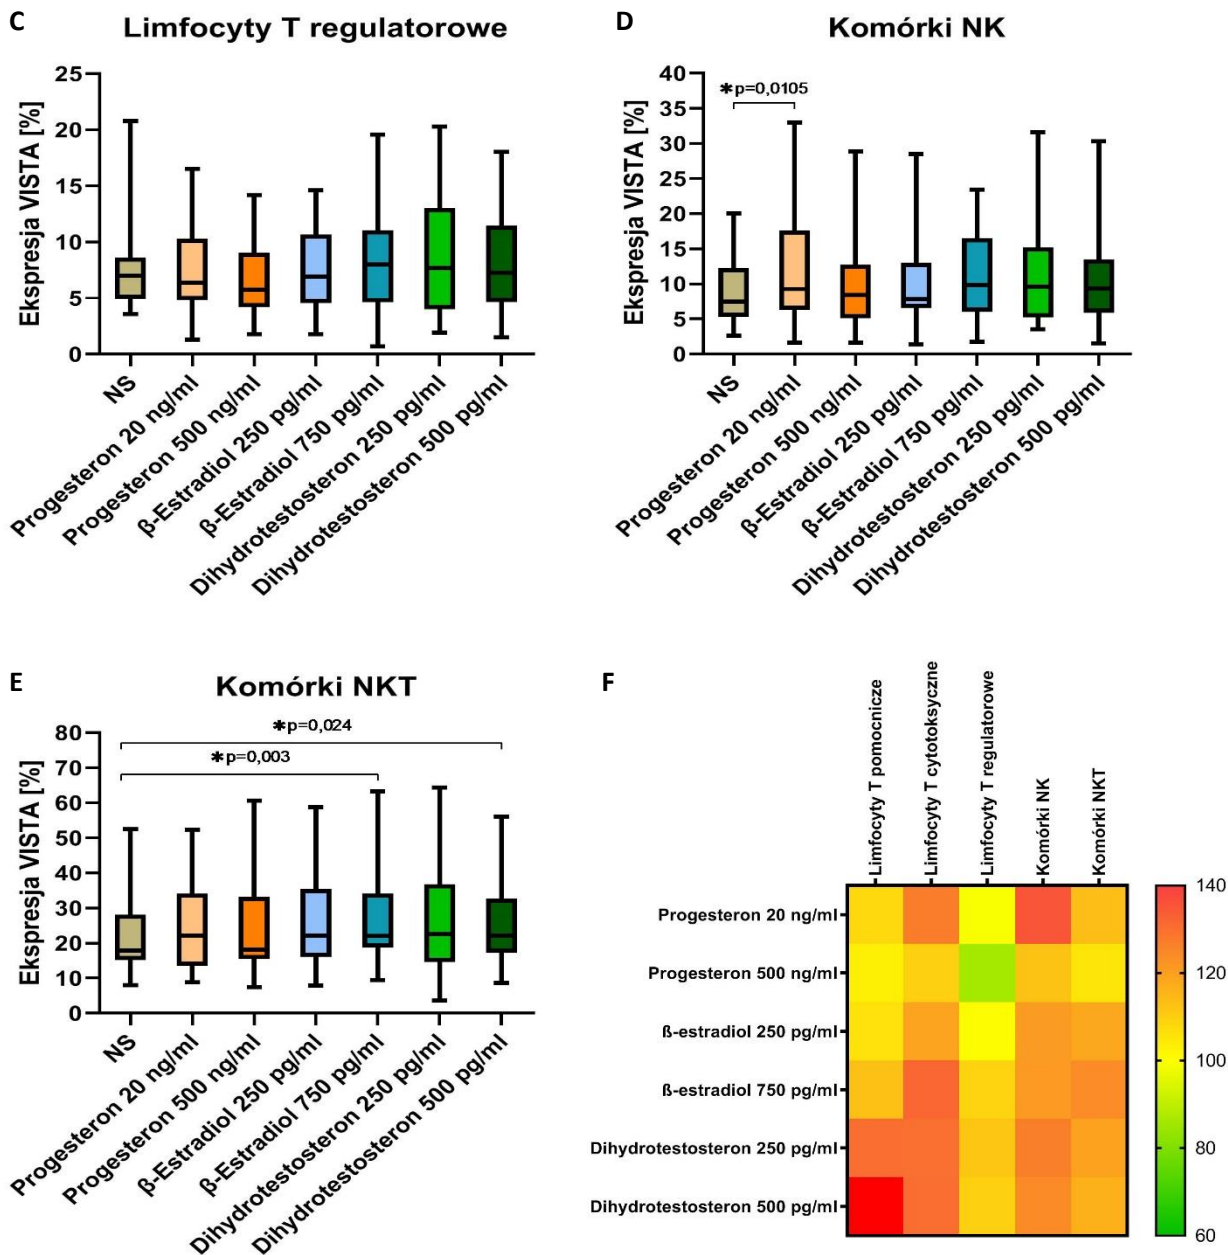 C
Limfocyty T regulatorowe
Ekspresja VISTA [%]
25
20
15
10
5
0
NS
Progesteron 20 ng/ml
Progesteron 500 ng/ml
β-Estradiol 250 pg/ml
β-Estradiol 750 pg/ml
Dihydrotestosteron 250 pg/ml
Dihydrotestosteron 500 pg/ml
D
Komórki NK
Ekspresja VISTA [%]
40
35
30
25
20
15
10
5
0
*p=0,0105
NS
Progesteron 20 ng/ml
Progesteron 500 ng/ml
β-Estradiol 250 pg/ml
β-Estradiol 750 pg/ml
Dihydrotestosteron 250 pg/ml
Dihydrotestosteron 500 pg/ml
E
Komórki NKT
Ekspresja VISTA [%]
80
70
60
50
40
30
20
10
0
*p=0,024
*p=0,003
NS
Progesteron 20 ng/ml
Progesteron 500 ng/ml
β-Estradiol 250 pg/ml
β-Estradiol 750 pg/ml
Dihydrotestosteron 250 pg/ml
Dihydrotestosteron 500 pg/ml
F
Limfocyty T pomocnicze
Limfocyty T cytotoksyczne
Limfocyty T regulatorowe
Komórki NK
Komórki NKT
Progesteron 20 ng/ml
Progesteron 500 ng/ml
ß-estradiol 250 pg/ml
ß-estradiol 750 pg/ml
Dihydrotestosteron 250 pg/ml
Dihydrotestosteron 500 pg/ml
140
120
100
80
60